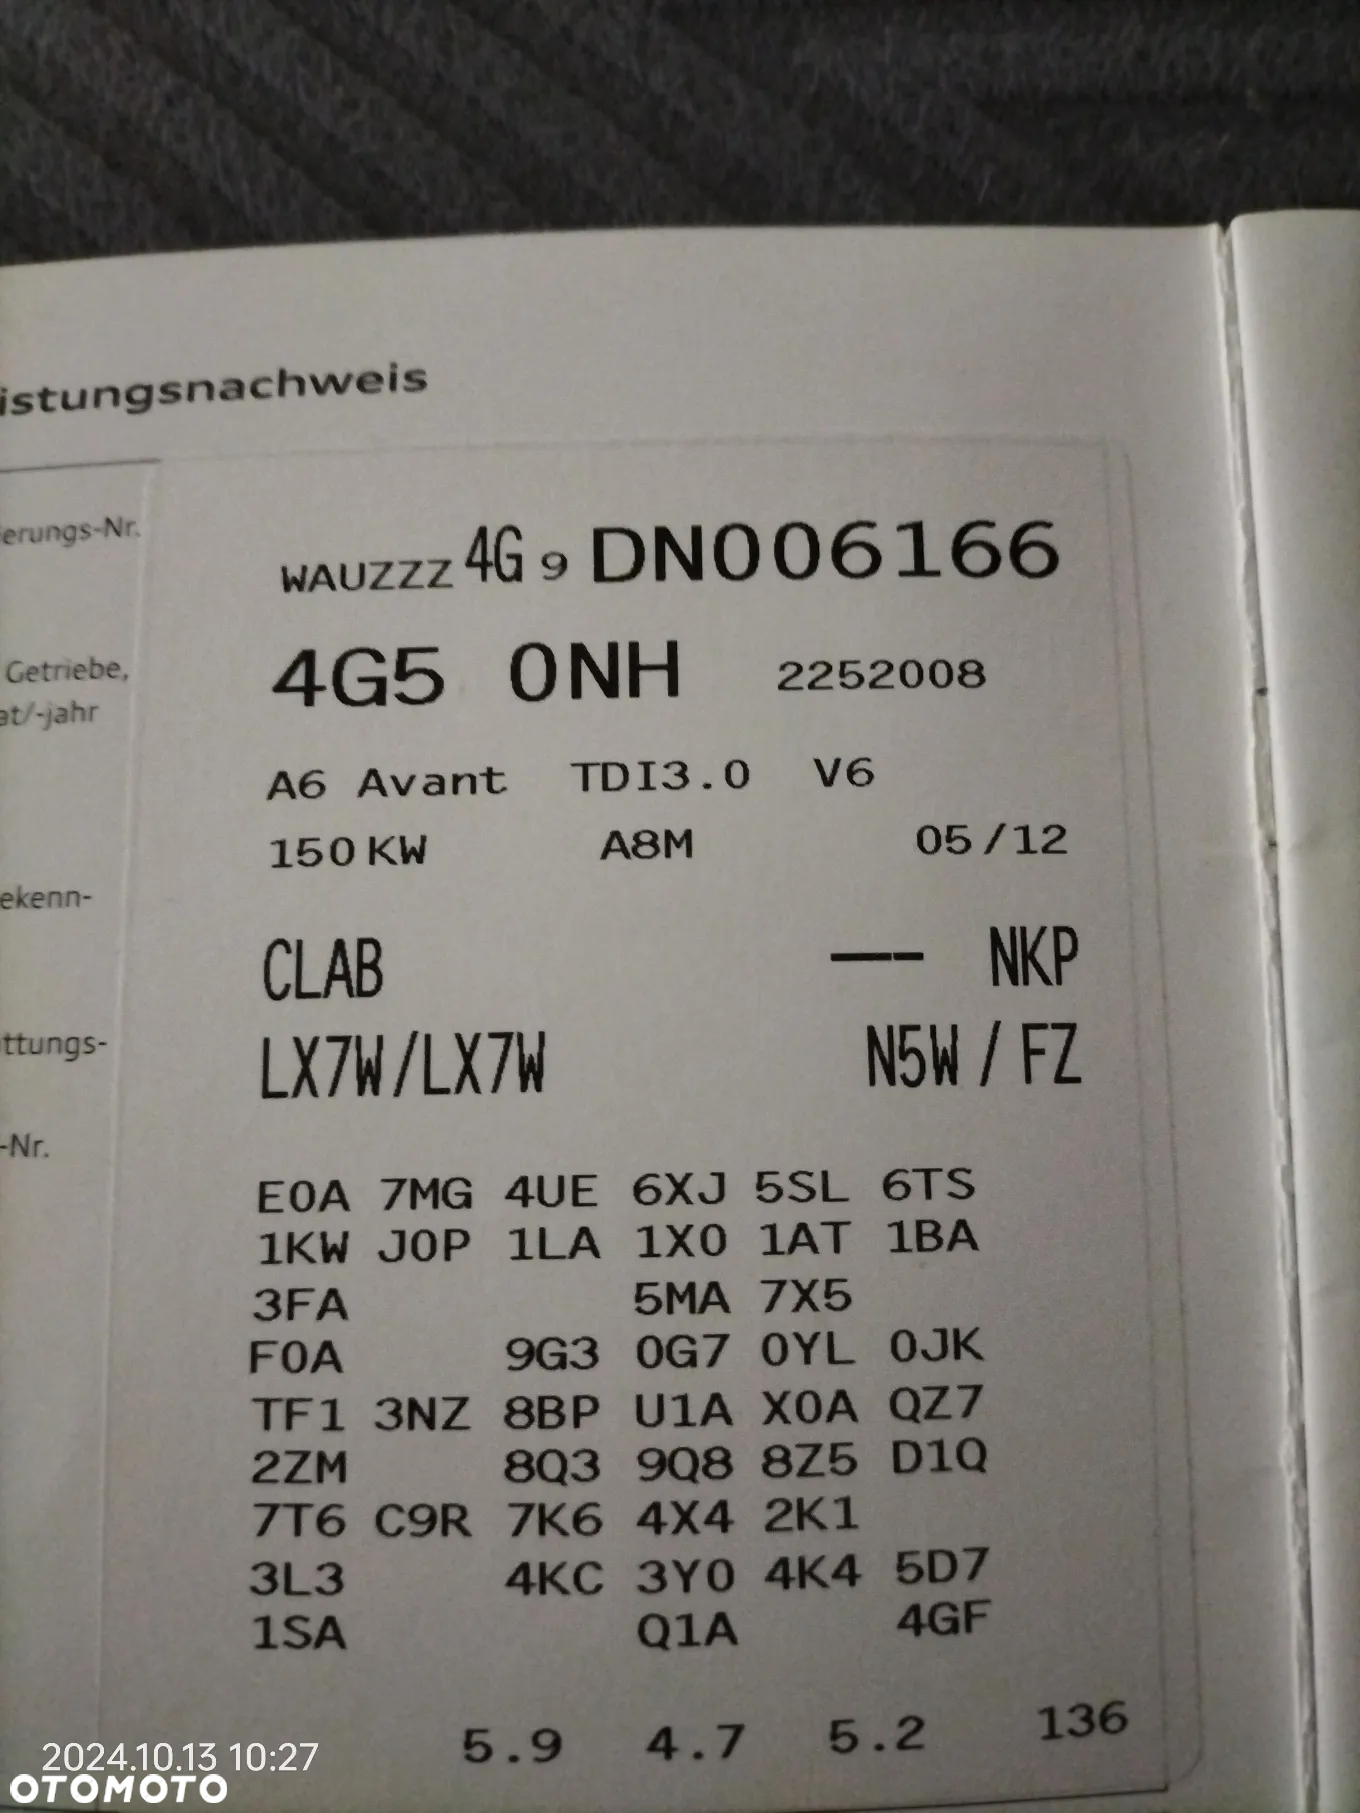 istungsnachweis
erungs-Nr.
WAUZZZ 4G 9 DN006166
4G5 0NH 2252008
Getriebe,
at/-jahr
A6 Avant TDI3.0 V6
150 KW A8M 05/12
ekenn-
CLAB -- NKP
ttungs-
LX7W/LX7W N5W / FZ
-Nr.
E0A 7MG 4UE 6XJ 5SL 6TS
1KW J0P 1LA 1X0 1AT 1BA
3FA 5MA 7X5
F0A 9G3 0G7 0YL 0JK
TF1 3NZ 8BP U1A X0A QZ7
2ZM 8Q3 9Q8 8Z5 D1Q
7T6 C9R 7K6 4X4 2K1
3L3 4KC 3Y0 4K4 5D7
1SA Q1A 4GF
5.9 4.7 5.2 136
2024.10.13 10:27
OTOMOTO